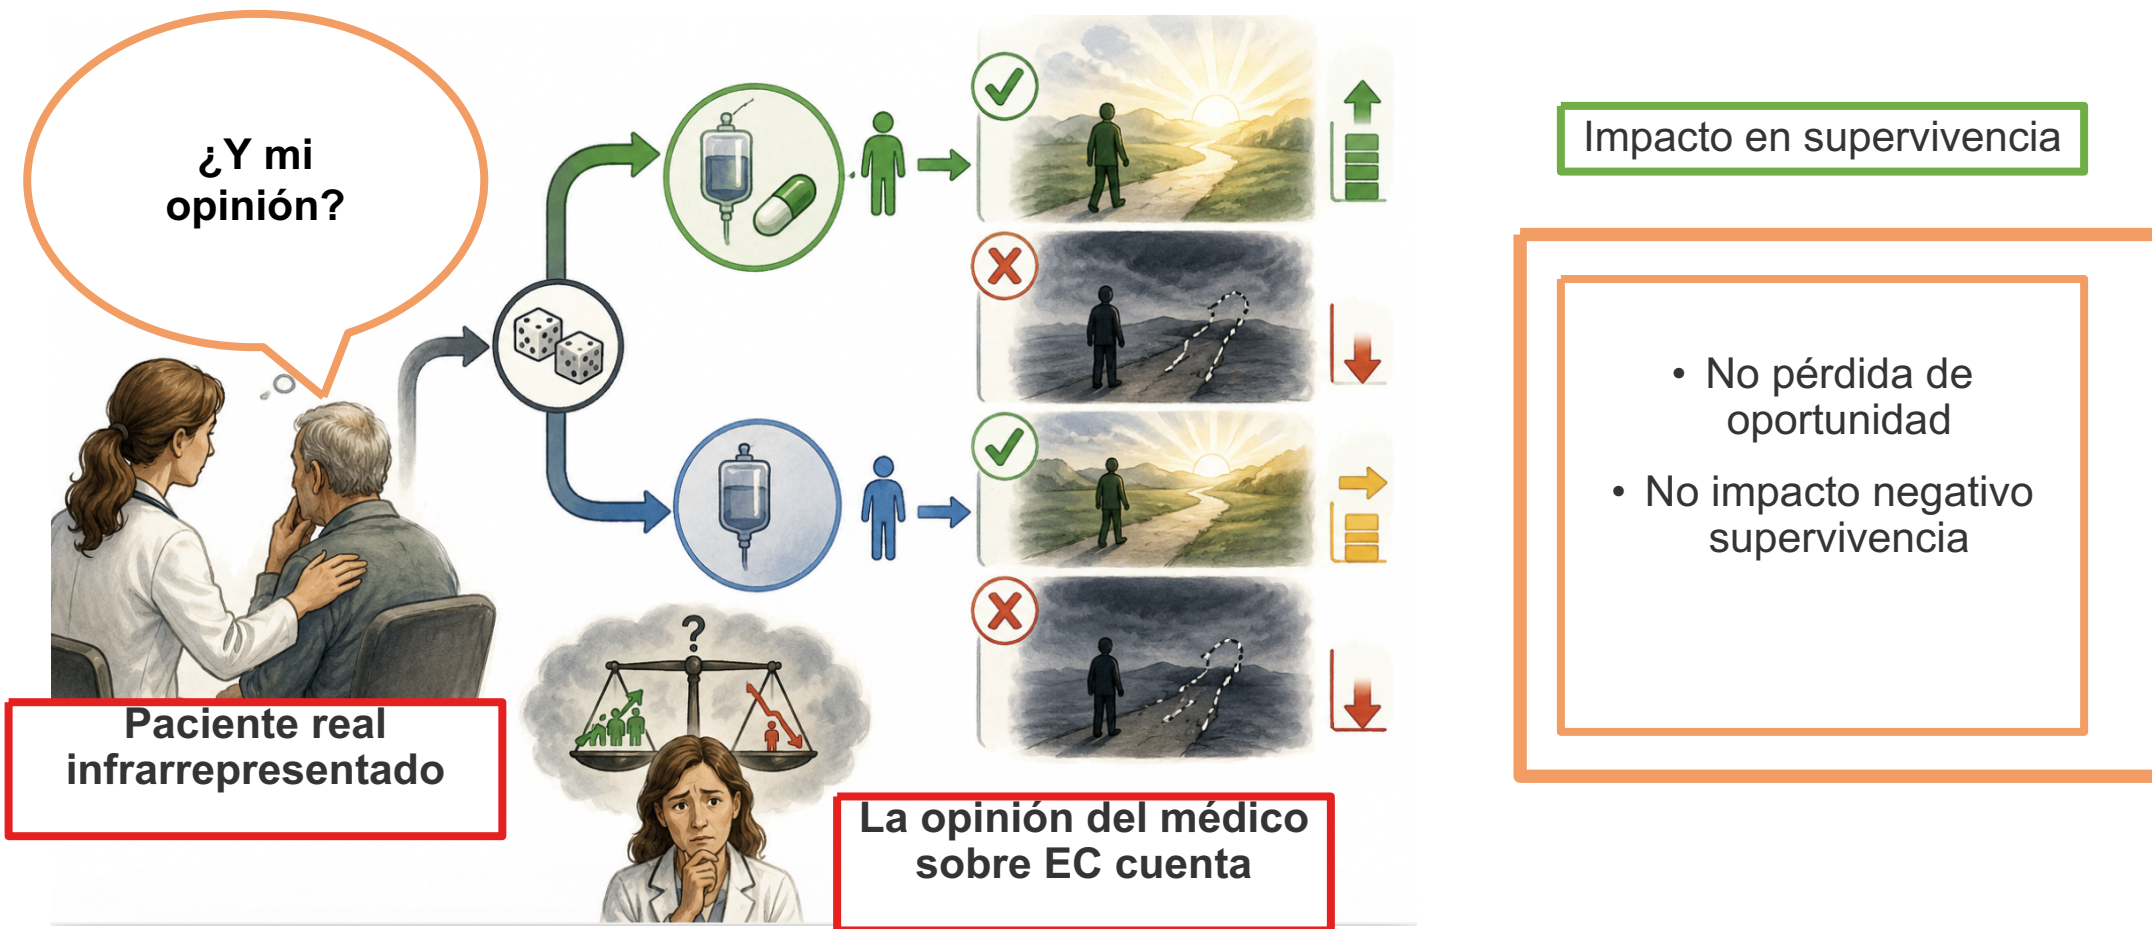 ¿Y mi
opinión?
?
Paciente real
infrarrepresentado
La opinión del médico
sobre EC cuenta
Impacto en supervivencia
• No pérdida de
oportunidad
• No impacto negativo
supervivencia